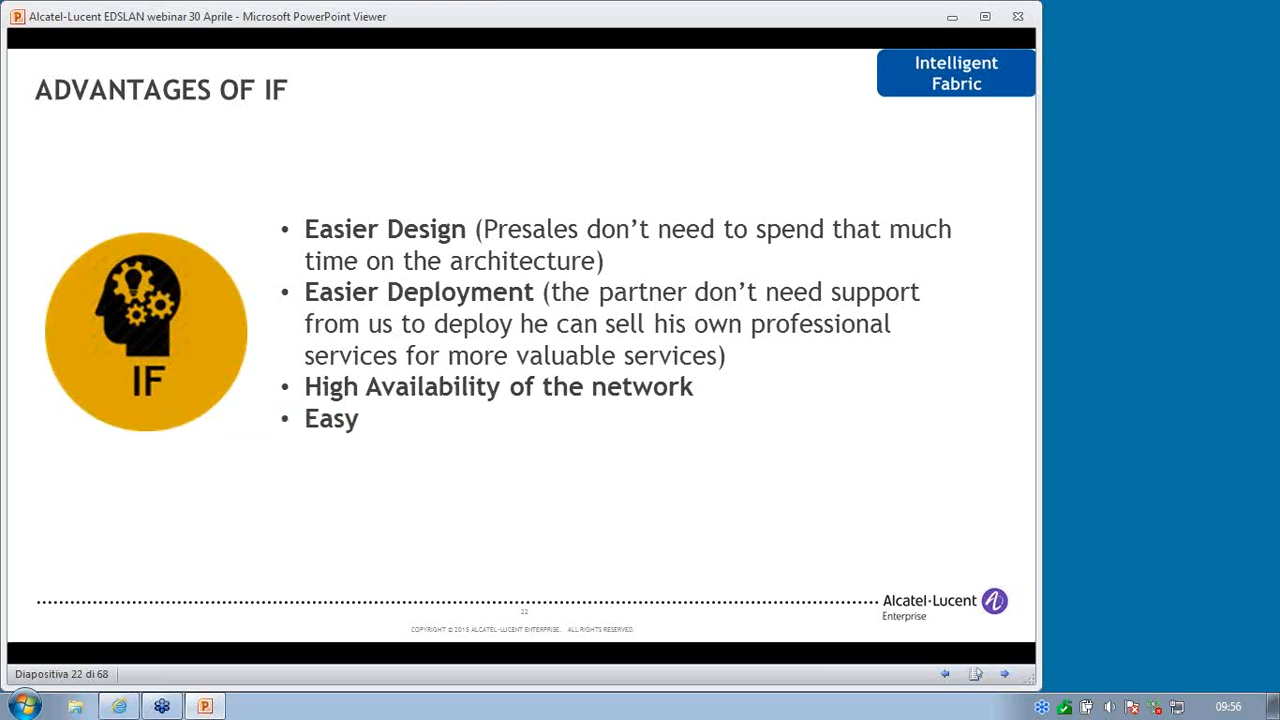 Alcatel-Lucent EDSLAN webinar 30 Aprile - Microsoft PowerPoint Viewer
Intelligent
Fabric
ADVANTAGES OF IF
• Easier Design (Presales don’t need to spend that much
time on the architecture)
• Easier Deployment (the partner don’t need support
from us to deploy he can sell his own professional
services for more valuable services)
• High Availability of the network
• Easy
IF
22
COPYRIGHT © 2015 ALCATEL-LUCENT ENTERPRISE. ALL RIGHTS RESERVED.
Alcatel·Lucent
Enterprise
Diapositiva 22 di 68
09:56